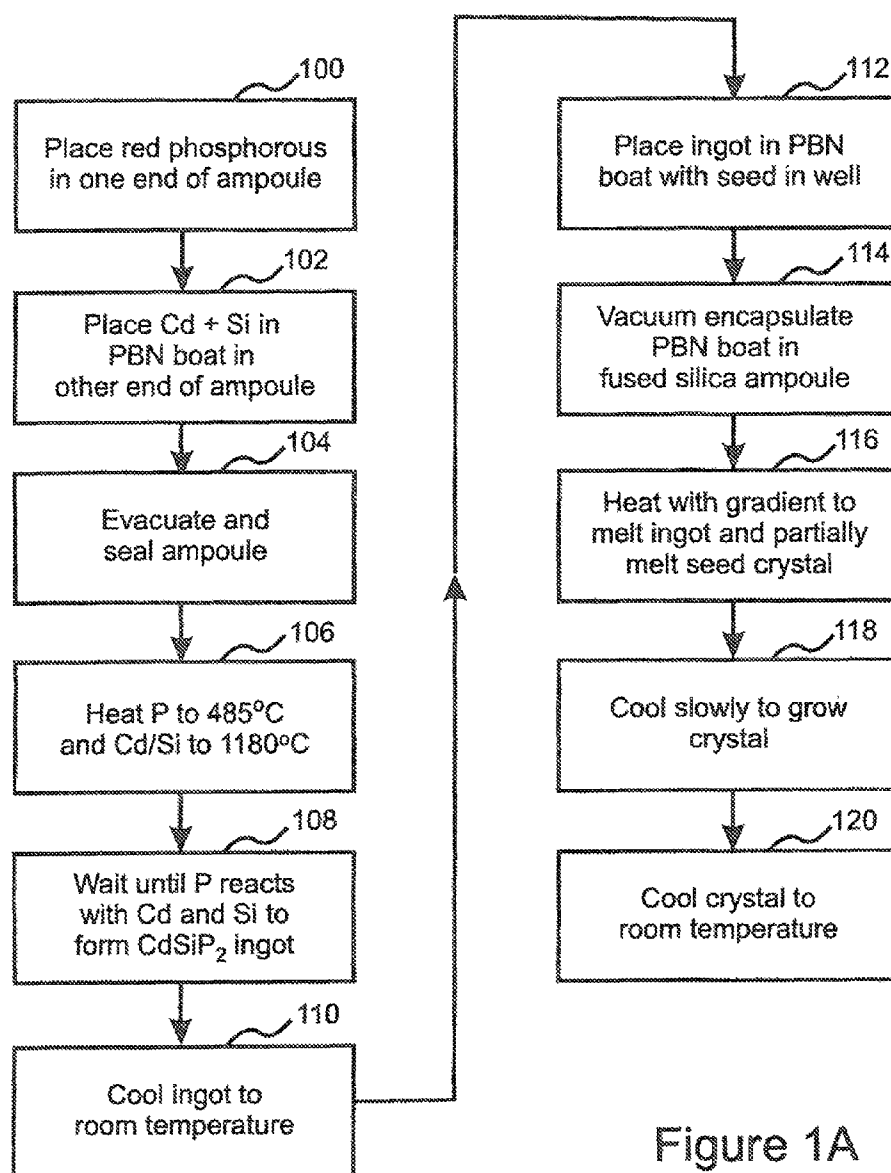 100
Place red phosphorous
in one end of ampoule
102
Place Cd + Si in
PBN boat in
other end of ampoule
104
Evacuate and
seal ampoule
106
Heat P to 485°C
and Cd/Si to 1180°C
108
Wait until P reacts
with Cd and Si to
form CdSiP₂ ingot
110
Cool ingot to
room temperature
112
Place ingot in PBN
boat with seed in well
114
Vacuum encapsulate
PBN boat in
fused silica ampoule
116
Heat with gradient to
melt ingot and partially
melt seed crystal
118
Cool slowly to grow
crystal
120
Cool crystal to
room temperature
Figure 1A